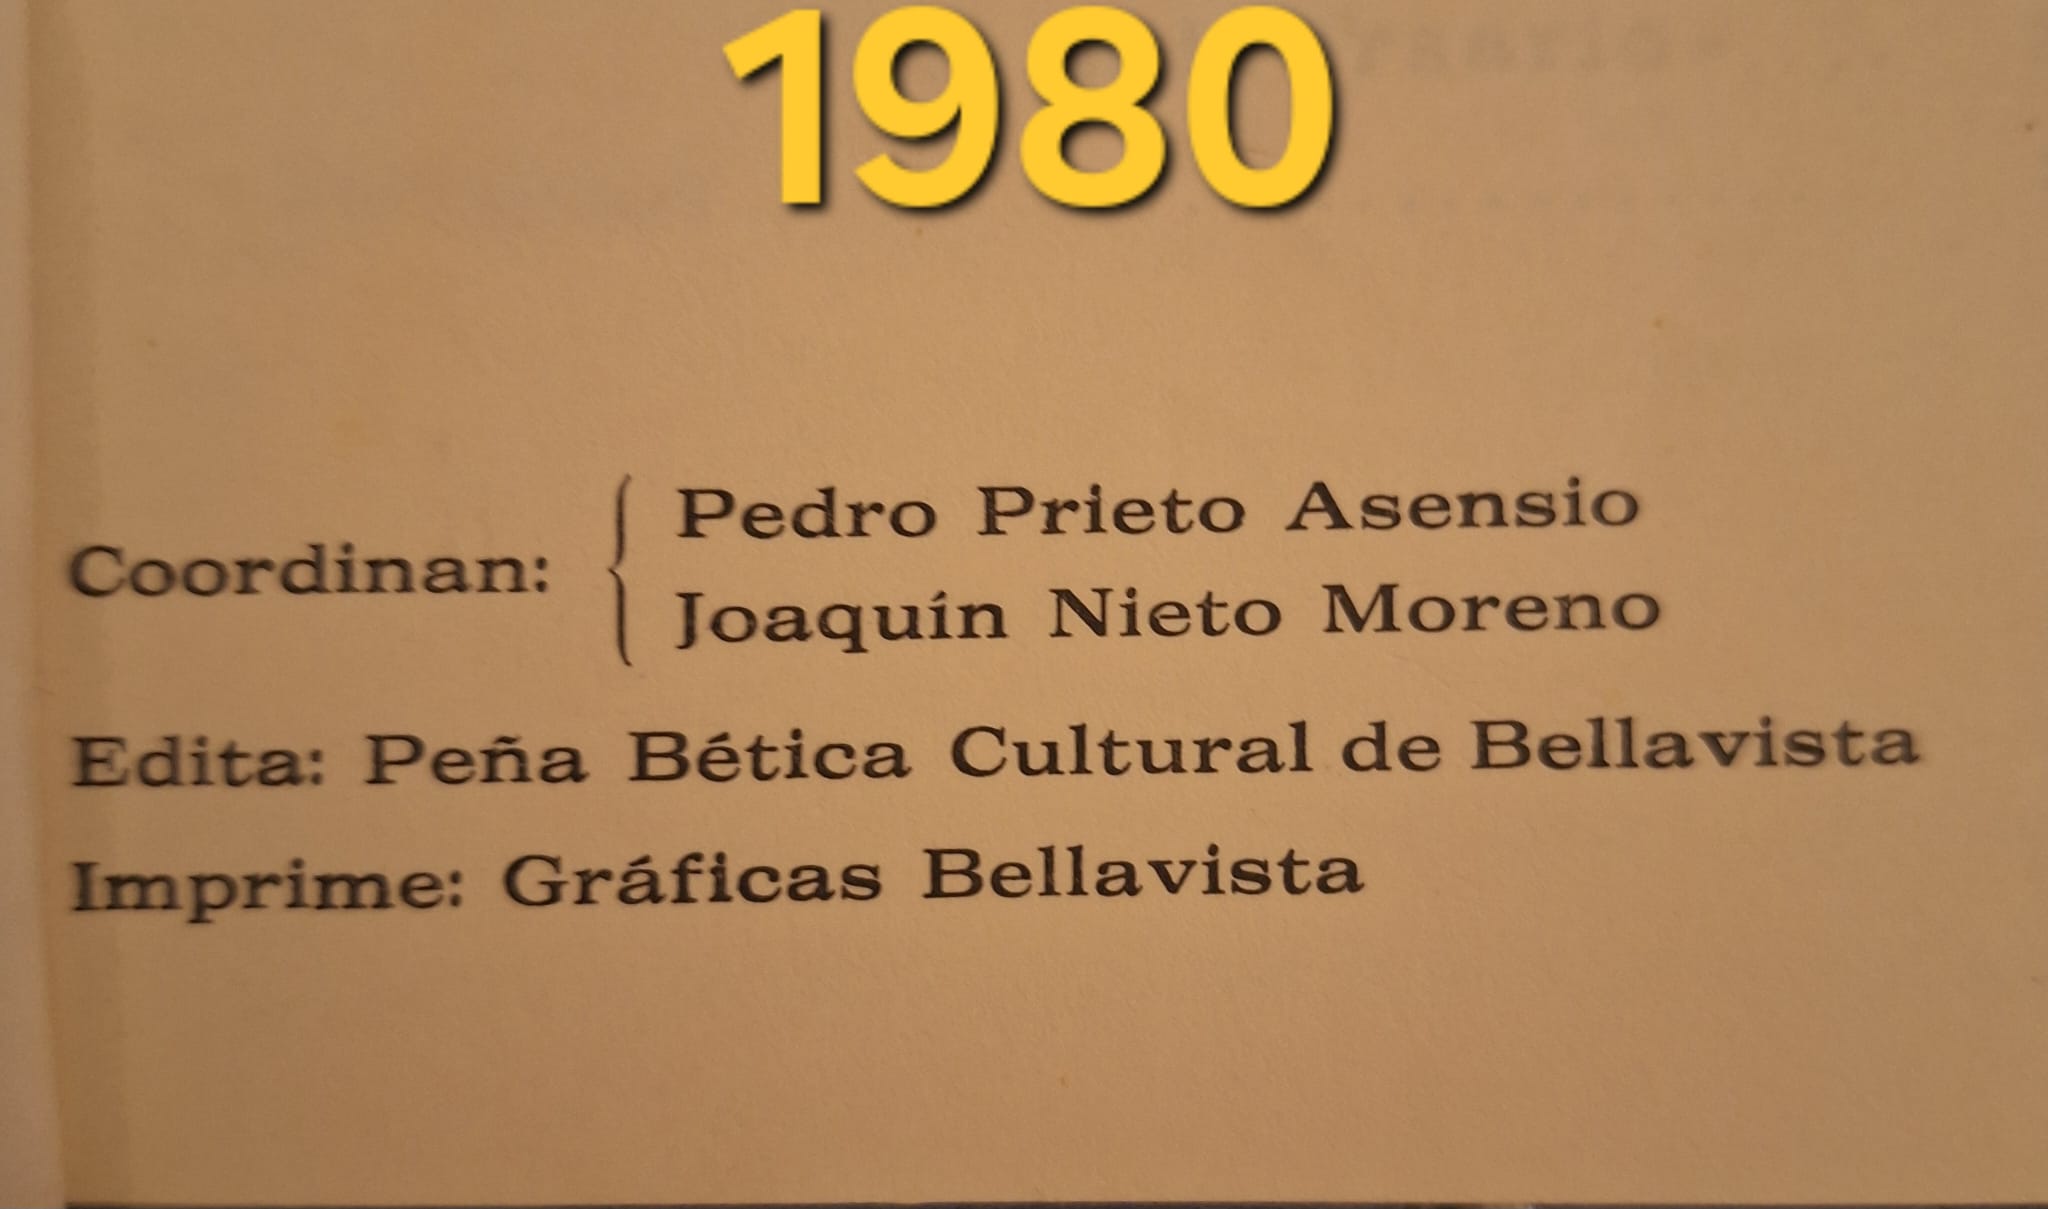 1980
Coordinan: { Pedro Prieto Asensio
Joaquín Nieto Moreno
Edita: Peña Bética Cultural de Bellavista
Imprime: Gráficas Bellavista